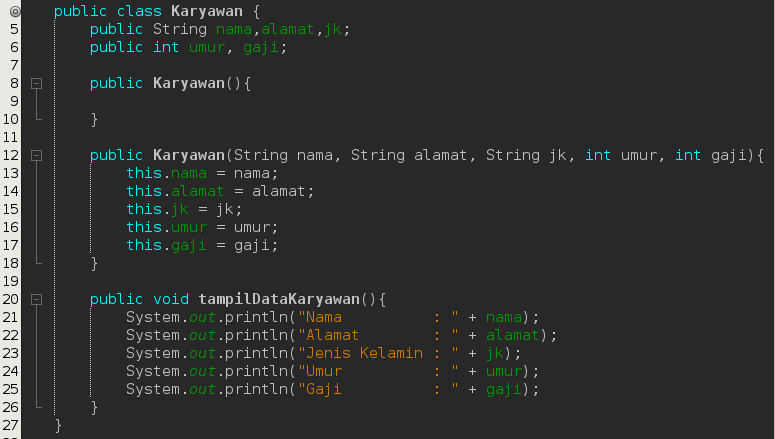 public class Karyawan {
5 public String nama,alamat,jk;
6 public int umur, gaji;
7
8 public Karyawan(){
9
10 }
11
12 public Karyawan(String nama, String alamat, String jk, int umur, int gaji){
13 this.nama = nama;
14 this.alamat = alamat;
15 this.jk = jk;
16 this.umur = umur;
17 this.gaji = gaji;
18 }
19
20 public void tampilDataKaryawan(){
21 System.out.println("Nama          : " + nama);
22 System.out.println("Alamat        : " + alamat);
23 System.out.println("Jenis Kelamin : " + jk);
24 System.out.println("Umur          : " + umur);
25 System.out.println("Gaji          : " + gaji);
26 }
27 }